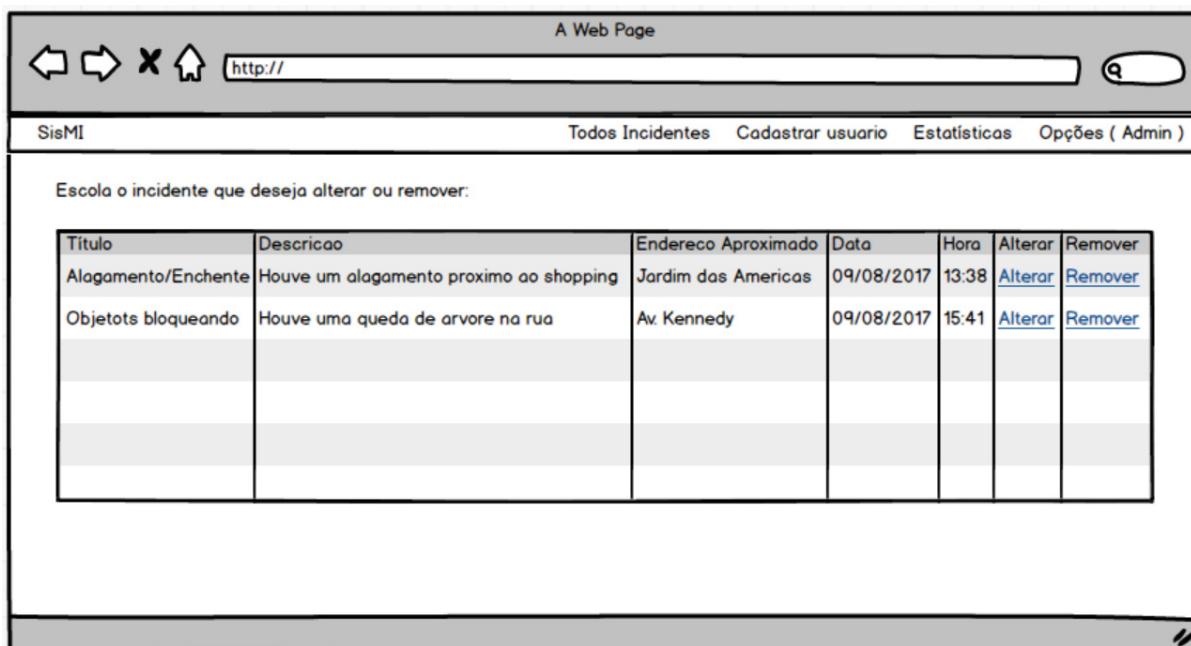 A Web Page
http://
SisMI Todos Incidentes Cadastrar usuario Estatísticas Opções ( Admin )
Escola o incidente que deseja alterar ou remover:
Título Descricao Endereco Aproximado Data Hora Alterar Remover
Alagamento/Enchente Houve um alagamento proximo ao shopping Jardim das Americas 09/08/2017 13:38 Alterar Remover
Objetots bloqueando Houve uma queda de arvore na rua Av. Kennedy 09/08/2017 15:41 Alterar Remover